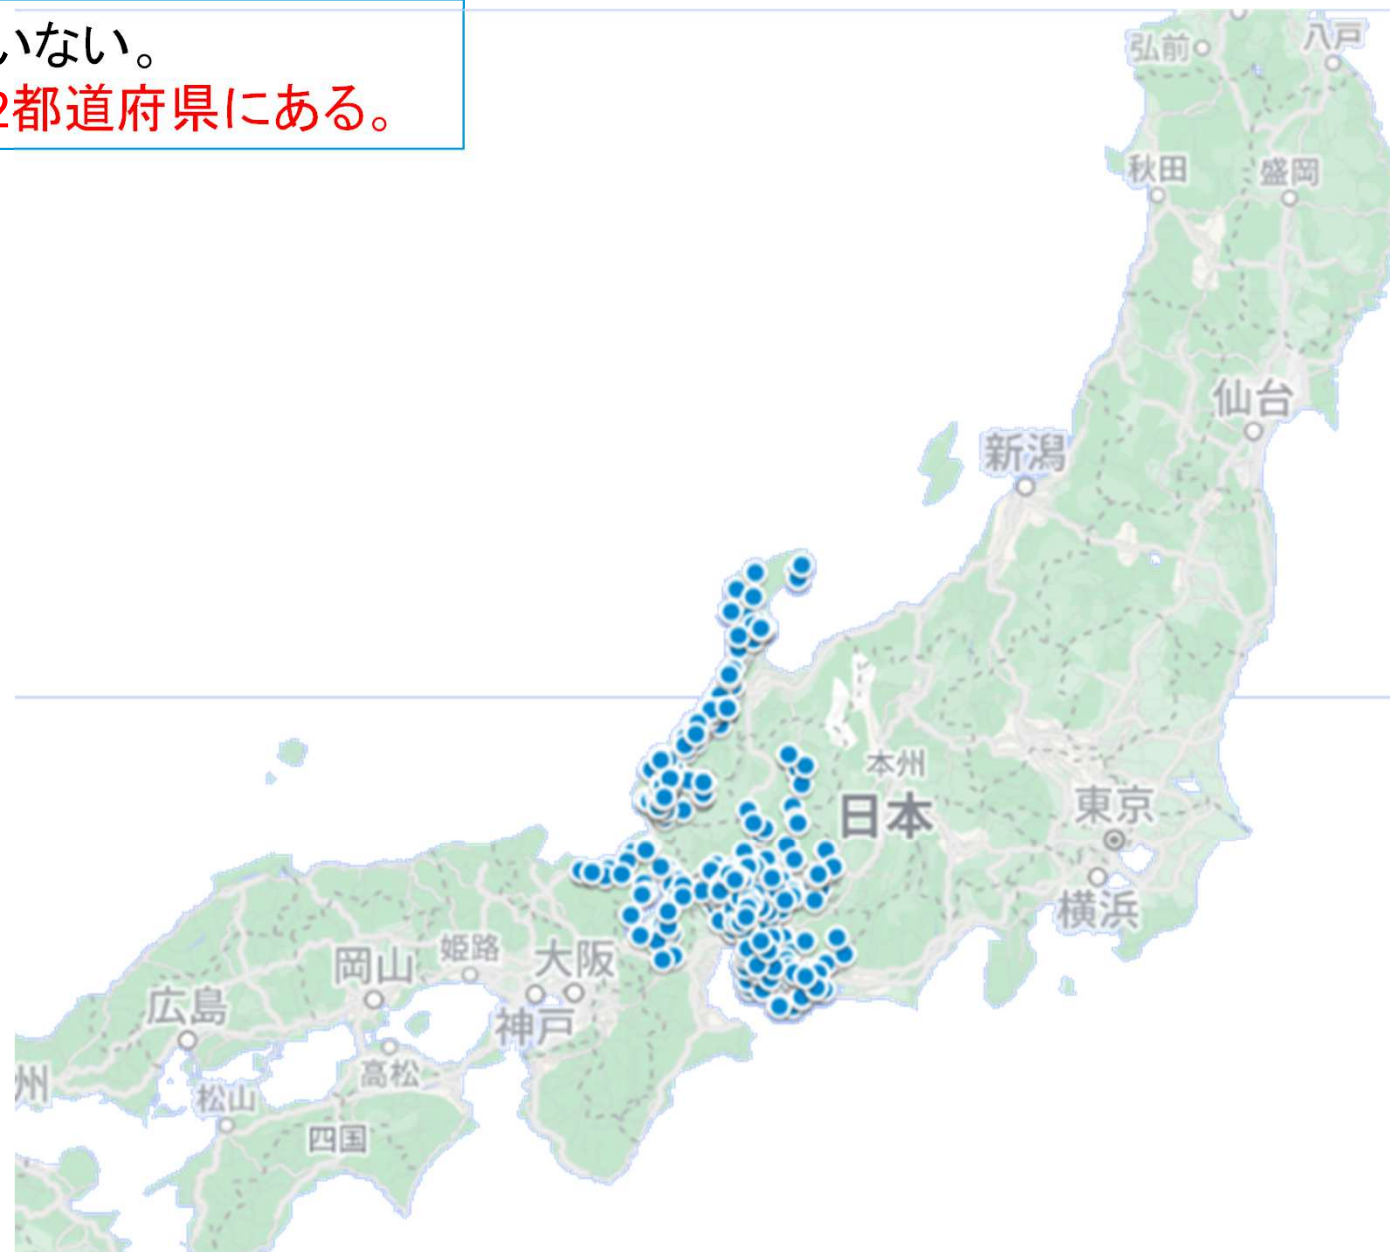 いない。
2都道府県にある。
弘前
八戸
秋田
盛岡
仙台
新潟
本州
日本
東京
横浜
姫路
大阪
岡山
広島
神戸
高松
州
松山
四国